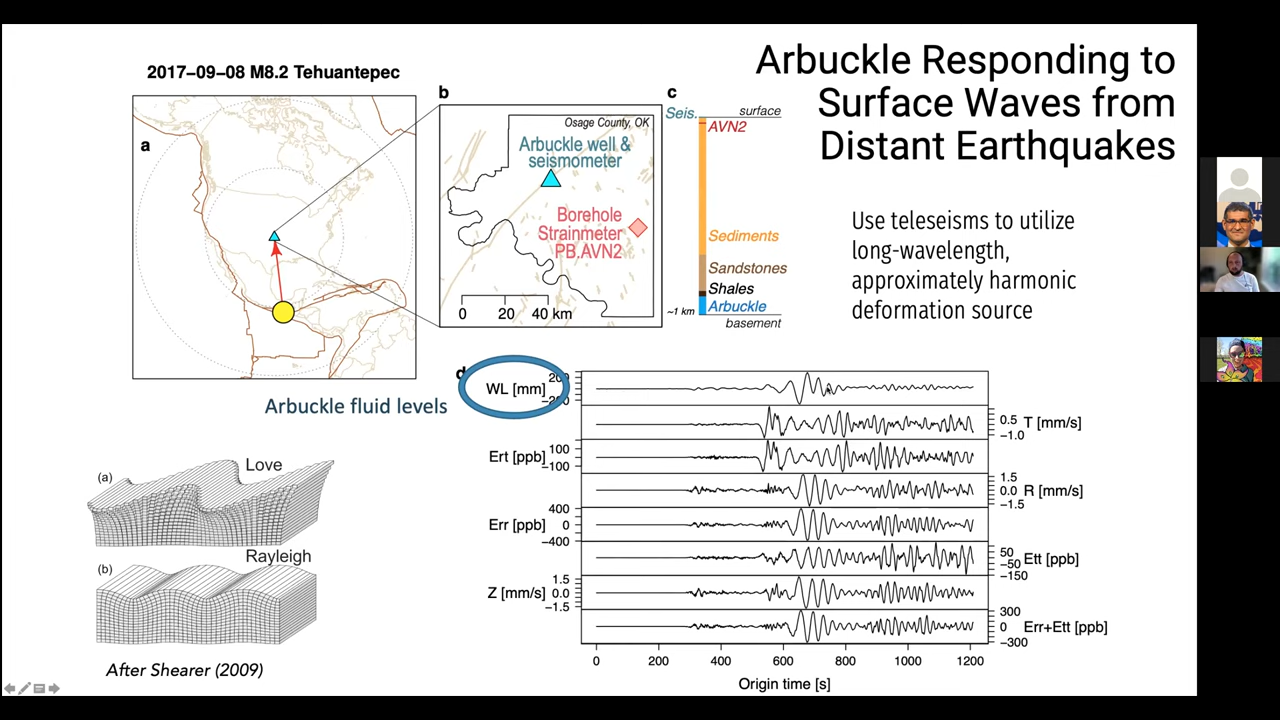 Arbuckle Responding to
Surface Waves from
Distant Earthquakes
2017−09−08 M8.2 Tehuantepec
a
b
Osage County, OK
Arbuckle well &
seismometer
Borehole
Strainmeter
PB.AVN2
0 20 40 km
c
Seis.
surface
AVN2
Sediments
Sandstones
Shales
Arbuckle
~1 km
basement
Use teleseisms to utilize
long-wavelength,
approximately harmonic
deformation source
d
WL [mm]
200
−200
Arbuckle fluid levels
0.5
−1.0
T [mm/s]
Ert [ppb]
100
−100
1.5
0.0
−1.5
R [mm/s]
Err [ppb]
400
0
−400
50
−50
−150
Ett [ppb]
Z [mm/s]
1.5
0.0
−1.5
300
0
−300
Err+Ett [ppb]
0 200 400 600 800 1000 1200
Origin time [s]
(a)
Love
(b)
Rayleigh
After Shearer (2009)